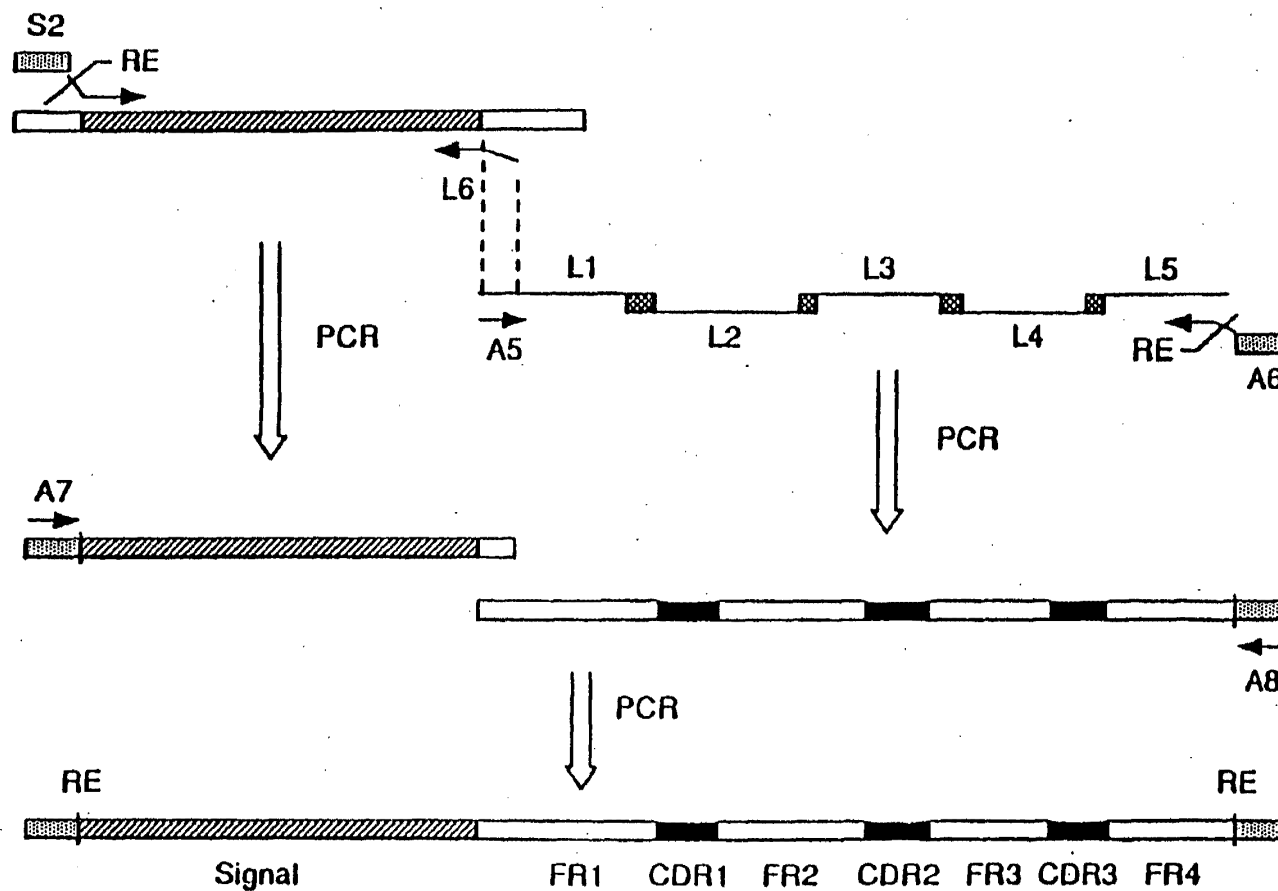 S2
RE
L6
L1
L3
L5
PCR
A5
L2
L4
RE
A6
PCR
A7
A8
PCR
RE
RE
Signal
FR1
CDR1
FR2
CDR2
FR3
CDR3
FR4